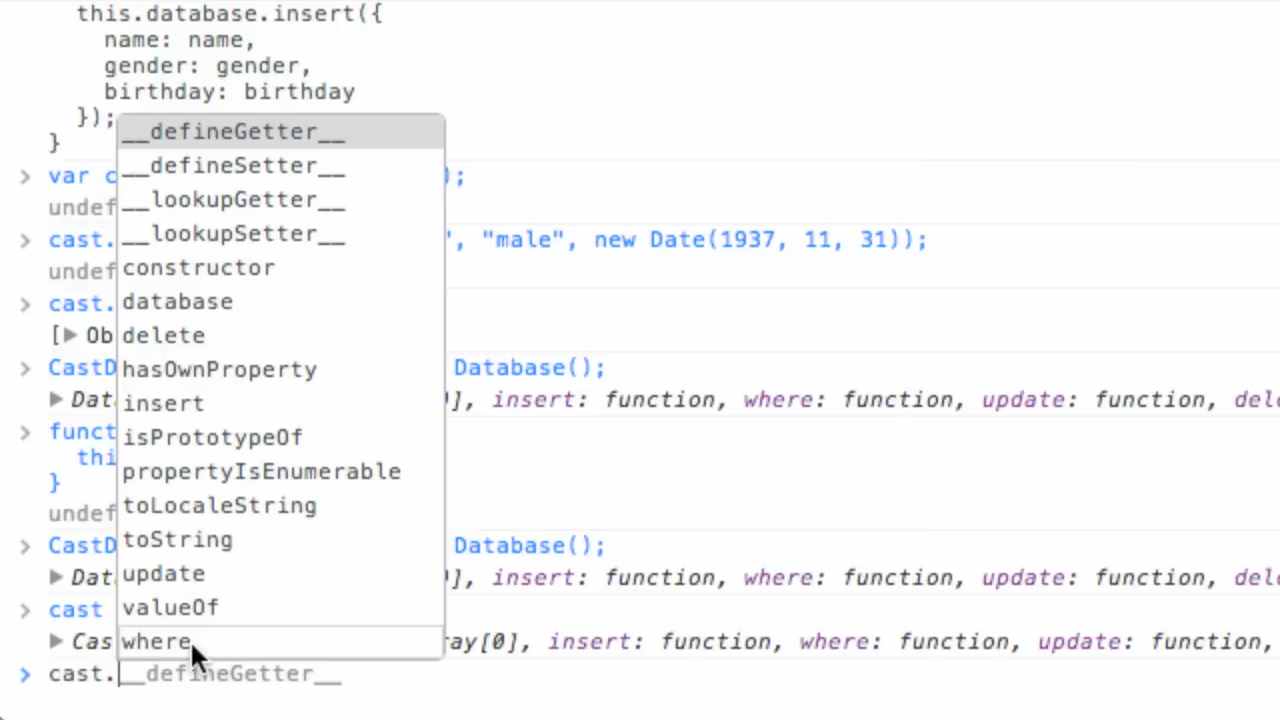 this.database.insert({
name: name,
gender: gender,
birthday: birthday
});
}
__defineGetter__
__defineSetter__
__lookupGetter__
__lookupSetter__
constructor
database
delete
hasOwnProperty
insert
isPrototypeOf
propertyIsEnumerable
toLocaleString
toString
update
valueOf
where
> var c );
undef
> cast. ", "male", new Date(1937, 11, 31));
undef
> cast.
[▶ Ob
> CastD Database();
▶ Dat ], insert: function, where: function, update: function, dele
> funct
thi
}
undef
> CastD Database();
▶ Dat ], insert: function, where: function, update: function, dele
> cast
▶ Cas ray[0], insert: function, where: function, update: function,
> cast.__defineGetter__